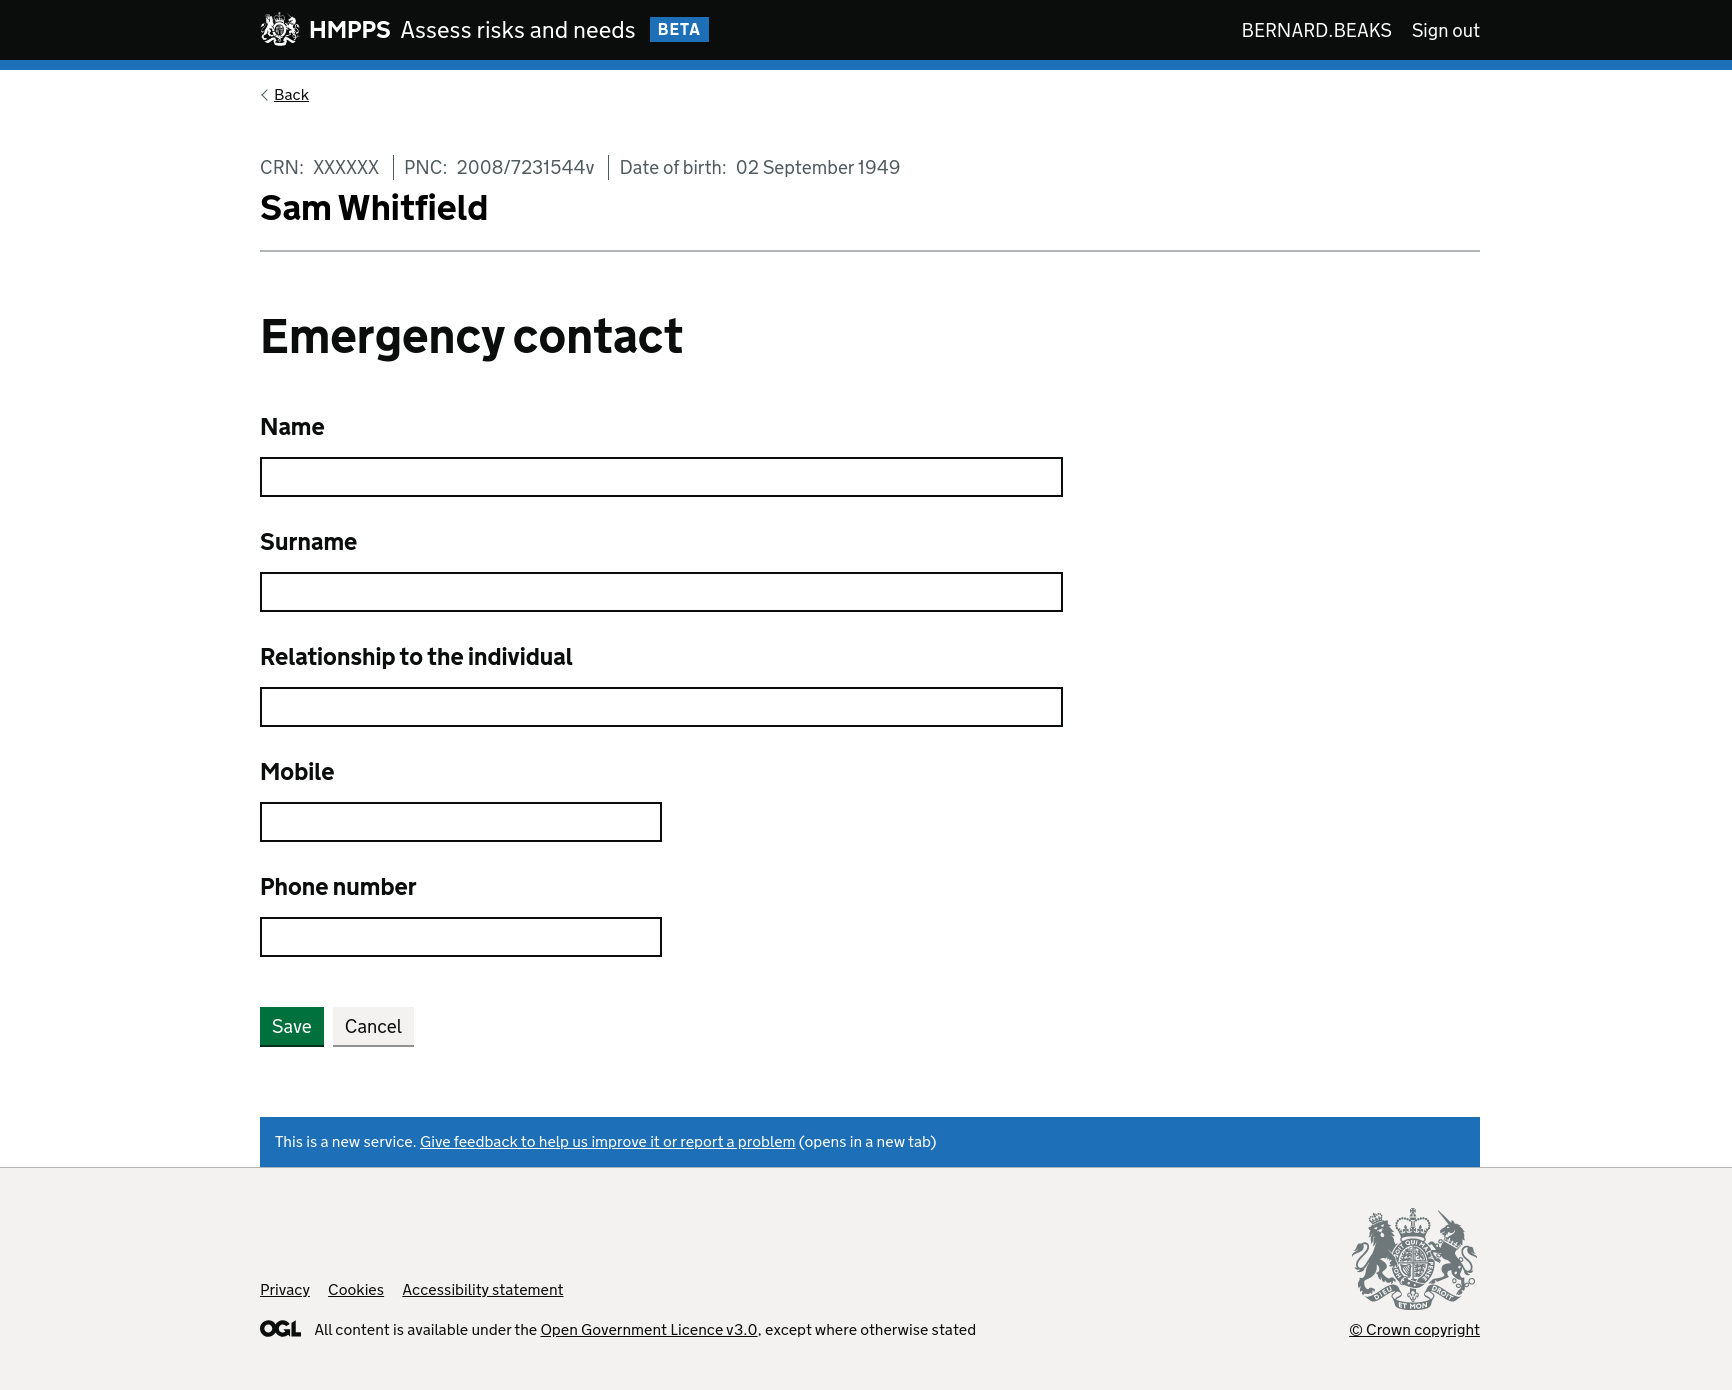 HMPPS Assess risks and needs BETA BERNARD.BEAKS Sign out
Back
CRN: XXXXXX PNC: 2008/7231544v Date of birth: 02 September 1949
Sam Whitfield
Emergency contact
Name
Surname
Relationship to the individual
Mobile
Phone number
Save Cancel
This is a new service. Give feedback to help us improve it or report a problem (opens in a new tab)
Privacy Cookies Accessibility statement
OGL All content is available under the Open Government Licence v3.0, except where otherwise stated
© Crown copyright